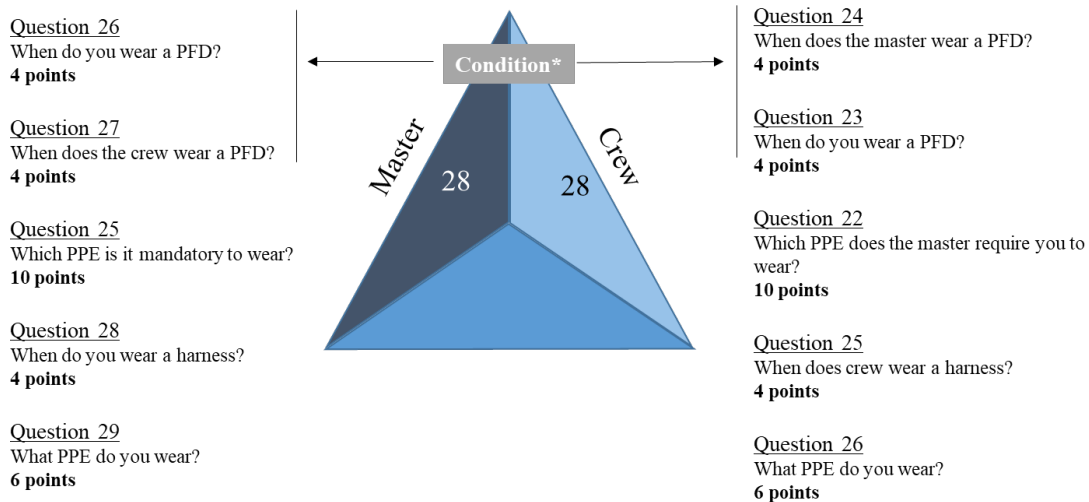 Question 26
When do you wear a PFD?
4 points
Question 27
When does the crew wear a PFD?
4 points
Question 25
Which PPE is it mandatory to wear?
10 points
Question 28
When do you wear a harness?
4 points
Question 29
What PPE do you wear?
6 points
Condition*
Master
28
Crew
28
Question 24
When does the master wear a PFD?
4 points
Question 23
When do you wear a PFD?
4 points
Question 22
Which PPE does the master require you to
wear?
10 points
Question 25
When does crew wear a harness?
4 points
Question 26
What PPE do you wear?
6 points